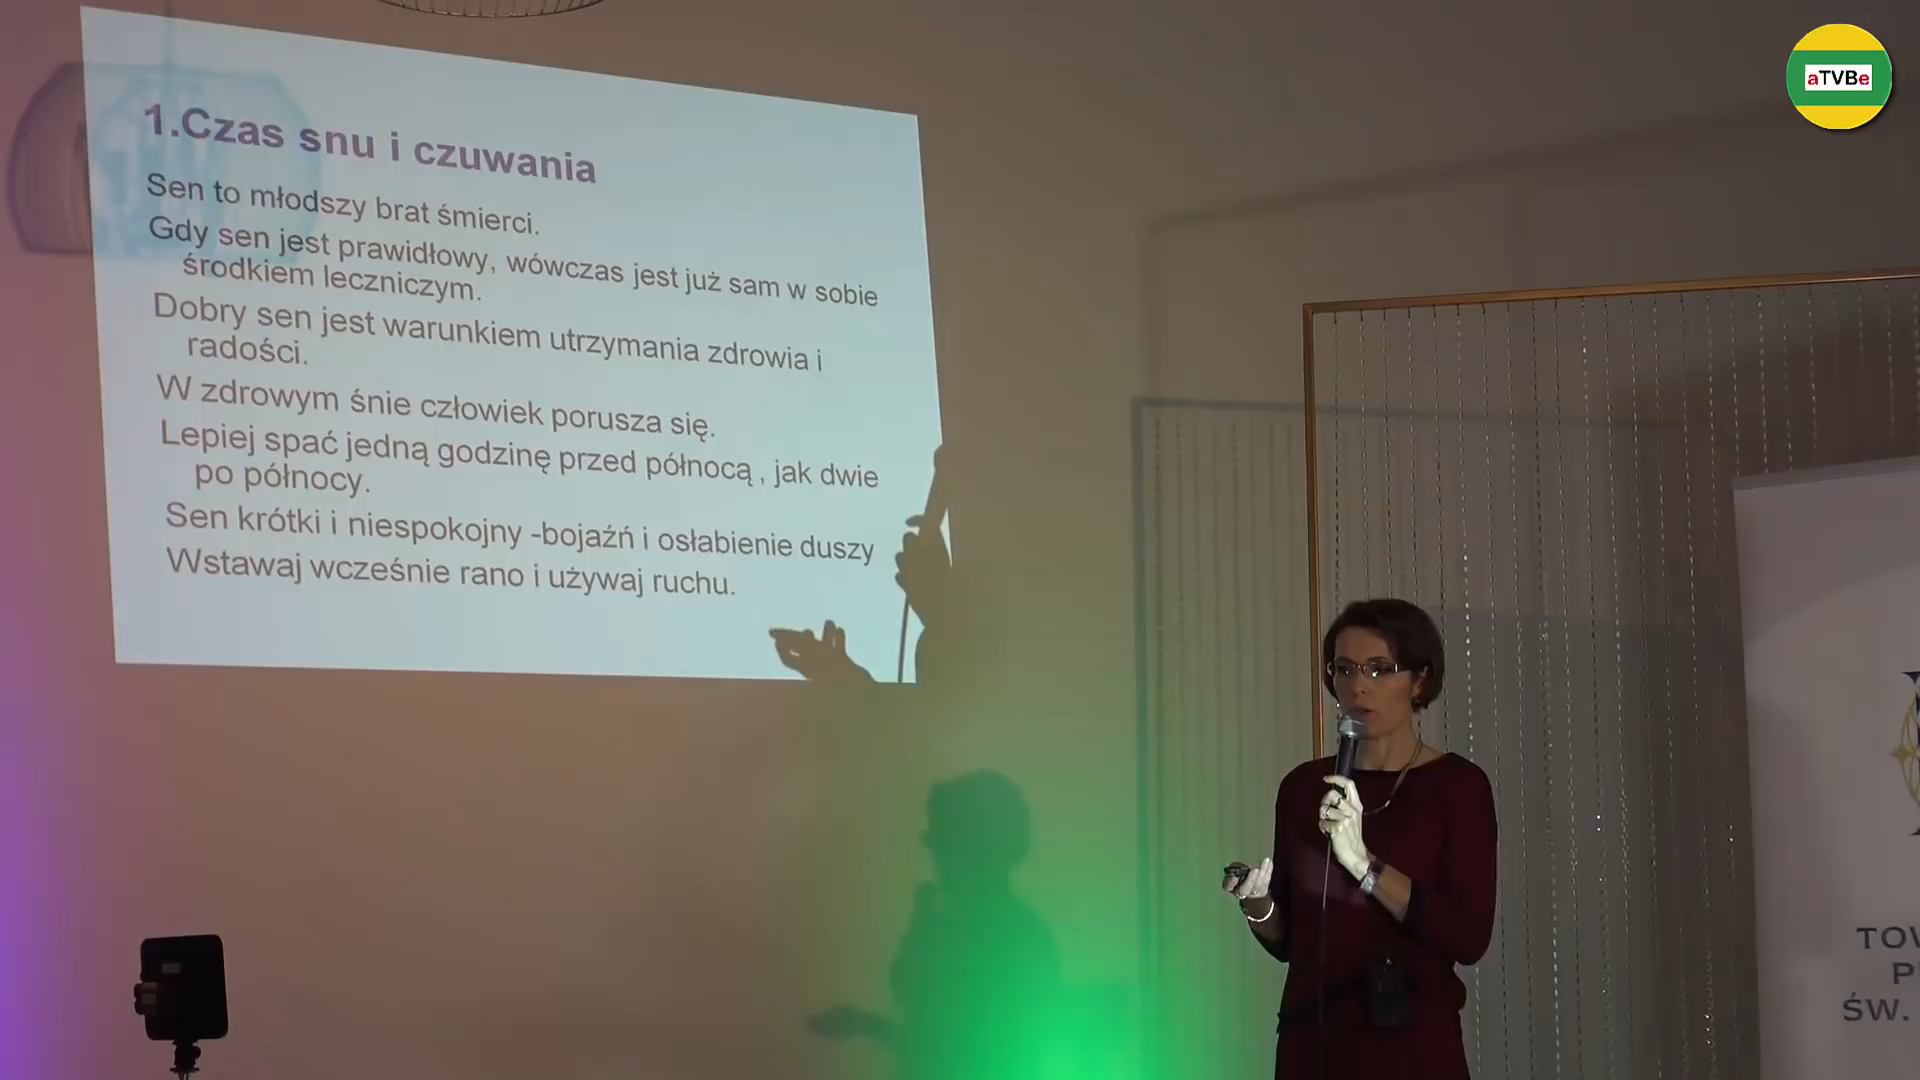 aTVBe
1.Czas snu i czuwania
Sen to młodszy brat śmierci.
Gdy sen jest prawidłowy, wówczas jest już sam w sobie
środkiem leczniczym.
Dobry sen jest warunkiem utrzymania zdrowia i
radości.
W zdrowym śnie człowiek porusza się.
Lepiej spać jedną godzinę przed północą , jak dwie
po północy.
Sen krótki i niespokojny -bojaźń i osłabienie duszy
Wstawaj wcześnie rano i używaj ruchu.
ŚW.